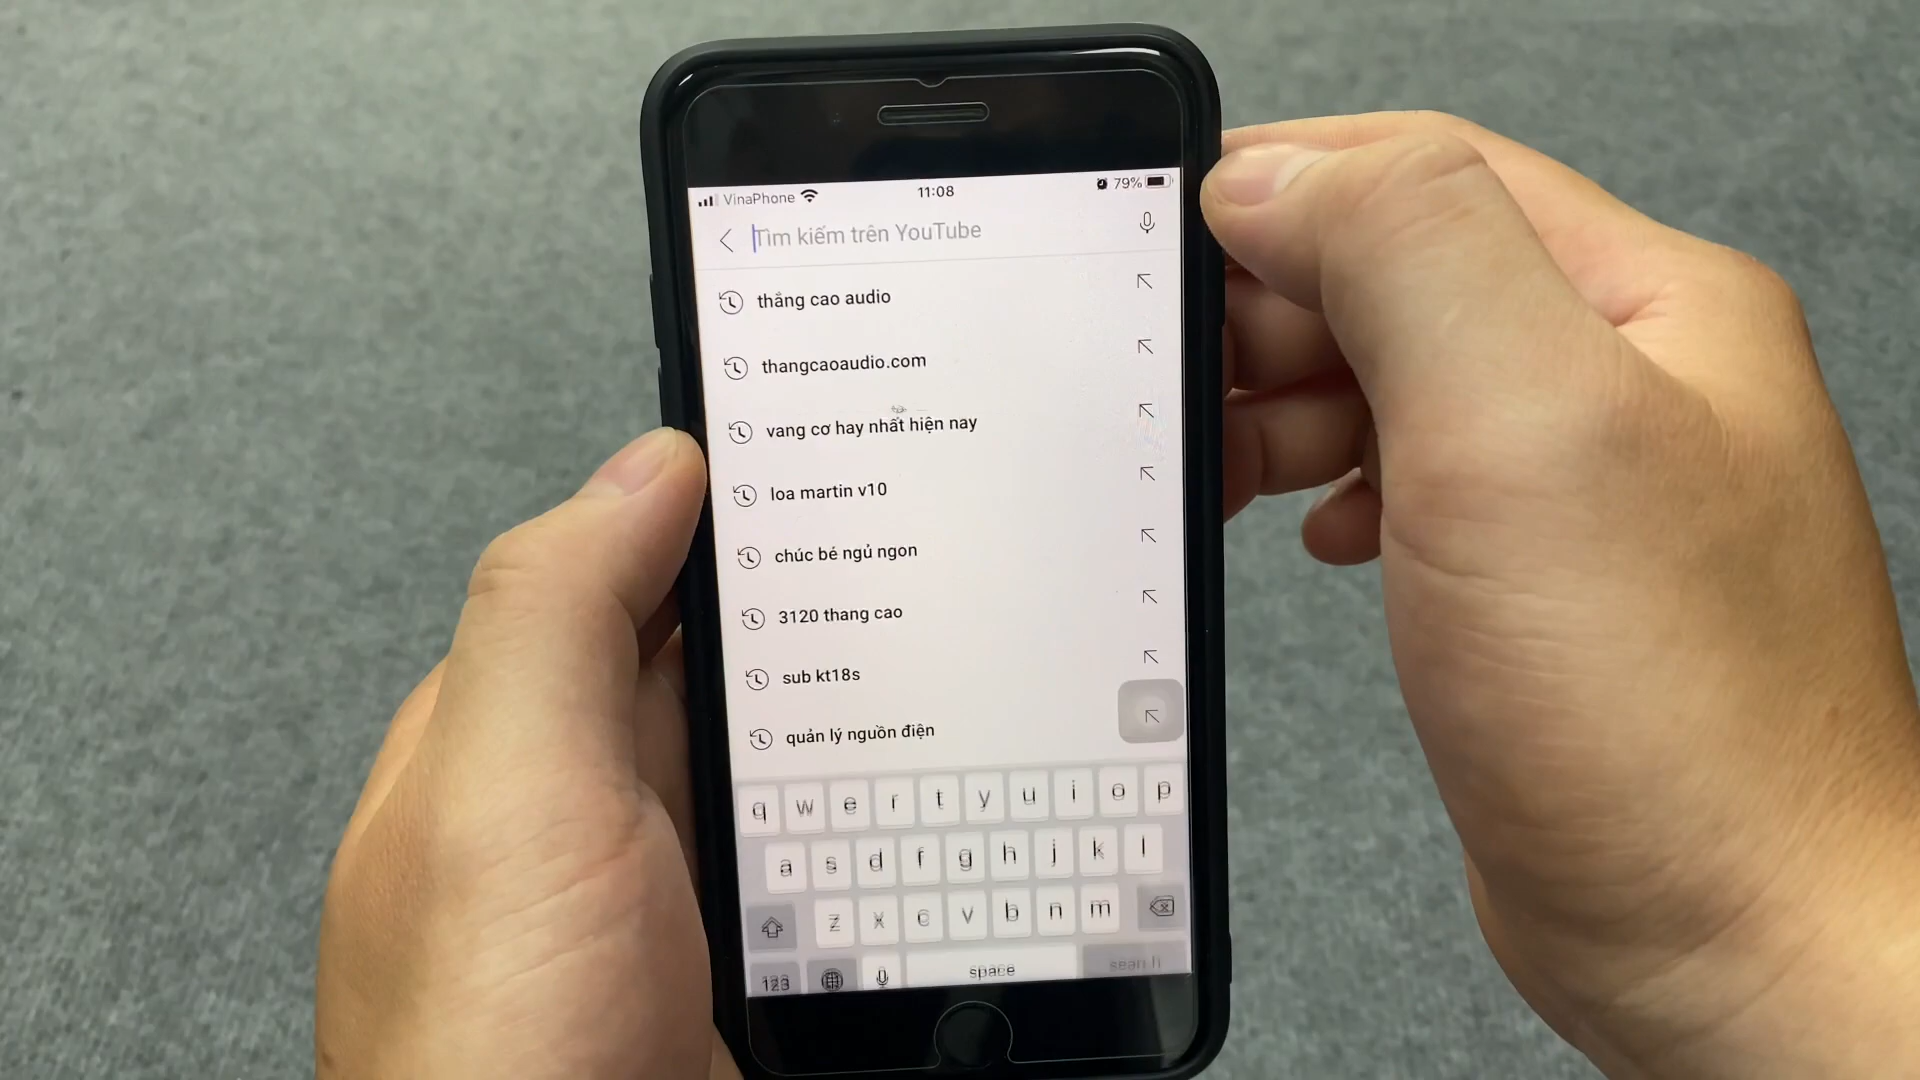 VinaPhone 11:08 79%
Tìm kiếm trên YouTube
thắng cao audio
thangcaoaudio.com
vang cơ hay nhất hiện nay
loa martin v10
chúc bé ngủ ngon
3120 thang cao
sub kt18s
quản lý nguồn điện
q w e r t y u i o p
a s d f g h j k l
z x c v b n m
123 space search